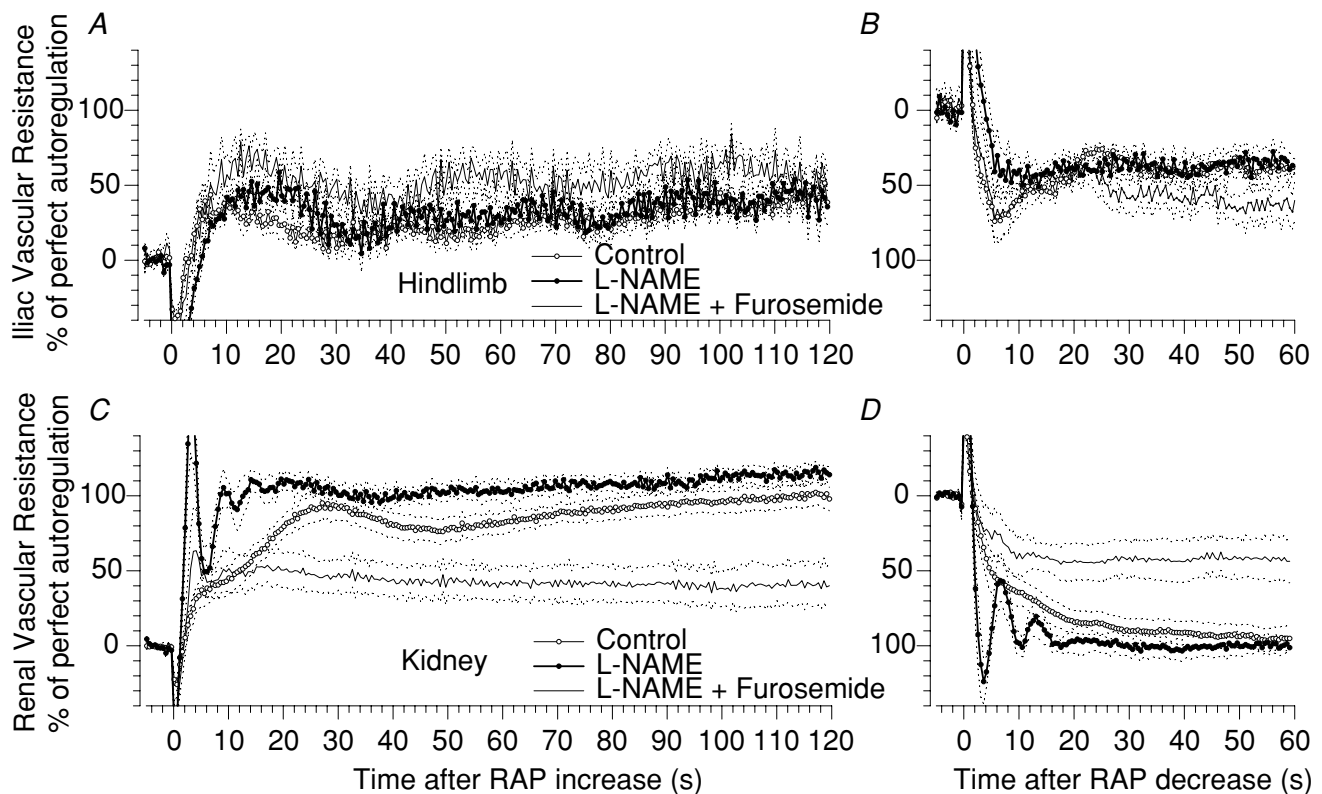 A
B
Iliac Vascular Resistance
% of perfect autoregulation
100
50
0
0
50
100
Hindlimb
Control
L-NAME
L-NAME + Furosemide
0 10 20 30 40 50 60 70 80 90 100 110 120
0 10 20 30 40 50 60
C
D
Renal Vascular Resistance
% of perfect autoregulation
100
50
0
0
50
100
Kidney
Control
L-NAME
L-NAME + Furosemide
0 10 20 30 40 50 60 70 80 90 100 110 120
0 10 20 30 40 50 60
Time after RAP increase (s)
Time after RAP decrease (s)